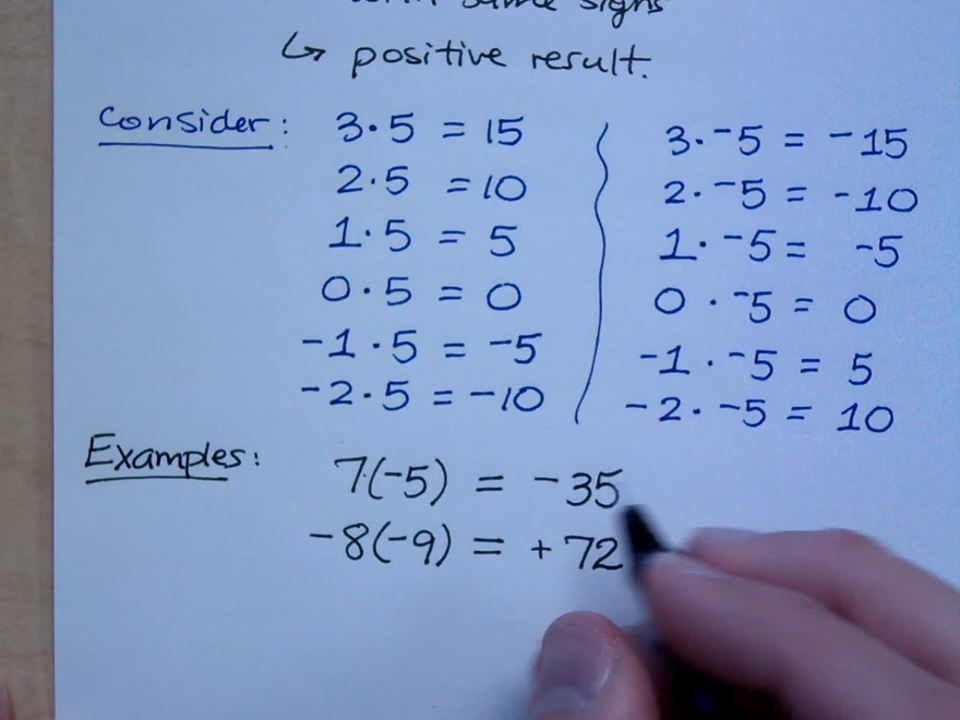 same signs
↳ positive result.
Consider: 3·5 = 15
2·5 = 10
1·5 = 5
0·5 = 0
-1·5 = -5
-2·5 = -10
3·-5 = -15
2·-5 = -10
1·-5 = -5
0·-5 = 0
-1·-5 = 5
-2·-5 = 10
Examples: 7(-5) = -35
-8(-9) = +72